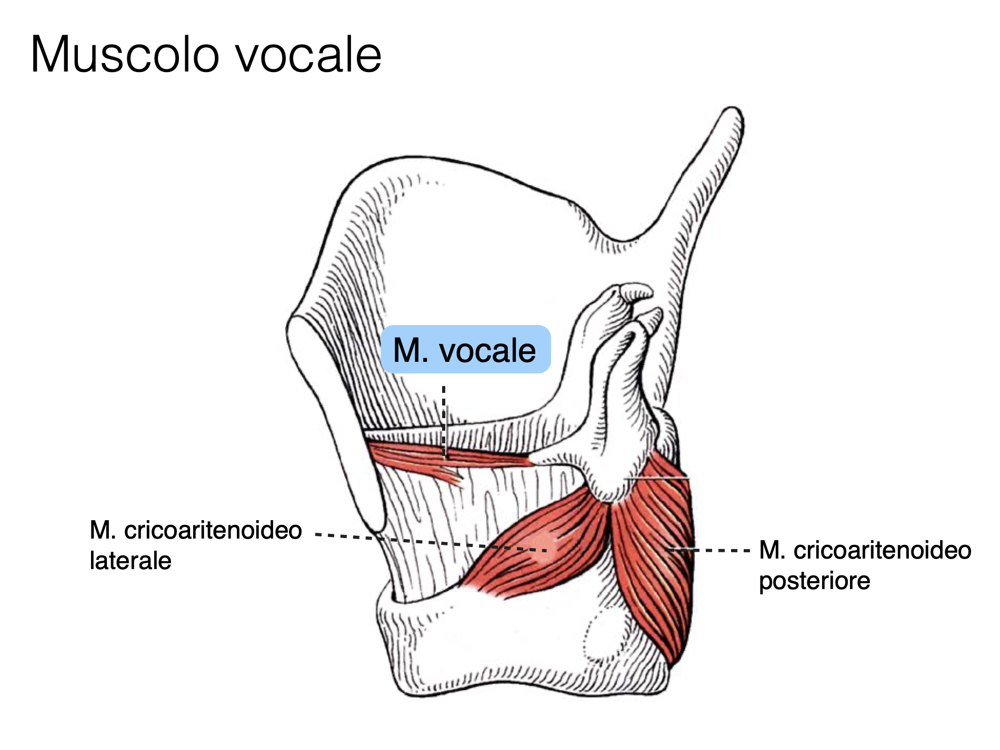 Muscolo vocale
M. vocale
M. cricoaritenoideo
laterale
M. cricoaritenoideo
posteriore